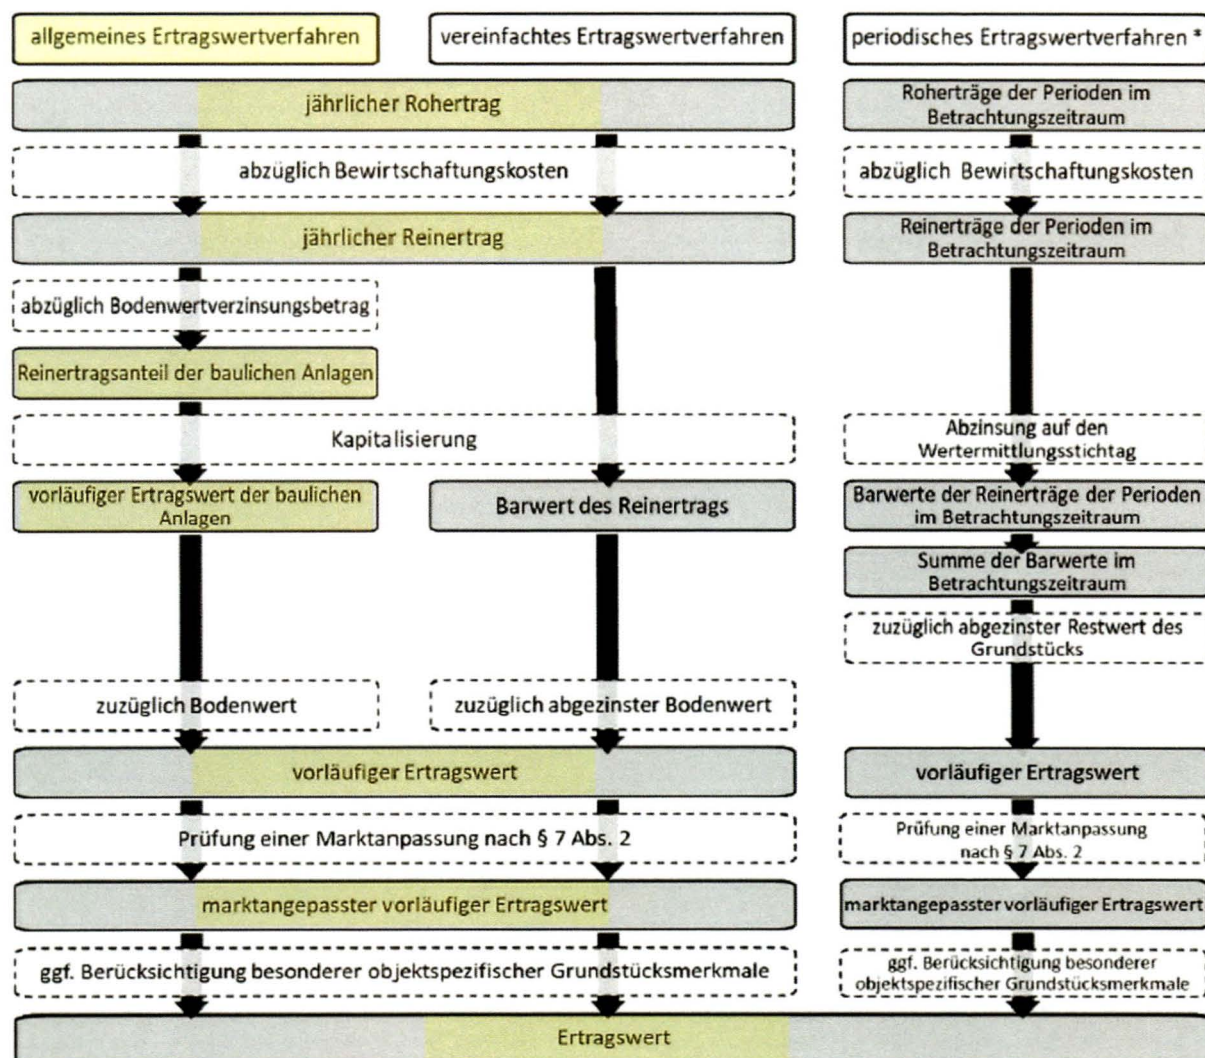 allgemeines Ertragswertverfahren
vereinfachtes Ertragswertverfahren
periodisches Ertragswertverfahren *
jährlicher Rohertrag
Roherträge der Perioden im
Betrachtungszeitraum
abzüglich Bewirtschaftungskosten
abzüglich Bewirtschaftungskosten
jährlicher Reinertrag
Reinerträge der Perioden im
Betrachtungszeitraum
abzüglich Bodenwertverzinsungsbetrag
Reinertragsanteil der baulichen Anlagen
Kapitalisierung
Abzinsung auf den
Wertermittlungsstichtag
vorläufiger Ertragswert der baulichen
Anlagen
Barwert des Reinertrags
Barwerte der Reinerträge der Perioden
im Betrachtungszeitraum
Summe der Barwerte im
Betrachtungszeitraum
zuzüglich abgezinster Restwert des
Grundstücks
zuzüglich Bodenwert
zuzüglich abgezinster Bodenwert
vorläufiger Ertragswert
vorläufiger Ertragswert
Prüfung einer Marktanpassung nach § 7 Abs. 2
Prüfung einer Marktanpassung
nach § 7 Abs. 2
marktangepasster vorläufiger Ertragswert
marktangepasster vorläufiger Ertragswert
ggf. Berücksichtigung besonderer objektspezifischer Grundstücksmerkmale
ggf. Berücksichtigung besonderer
objektspezifischer Grundstücksmerkmale
Ertragswert